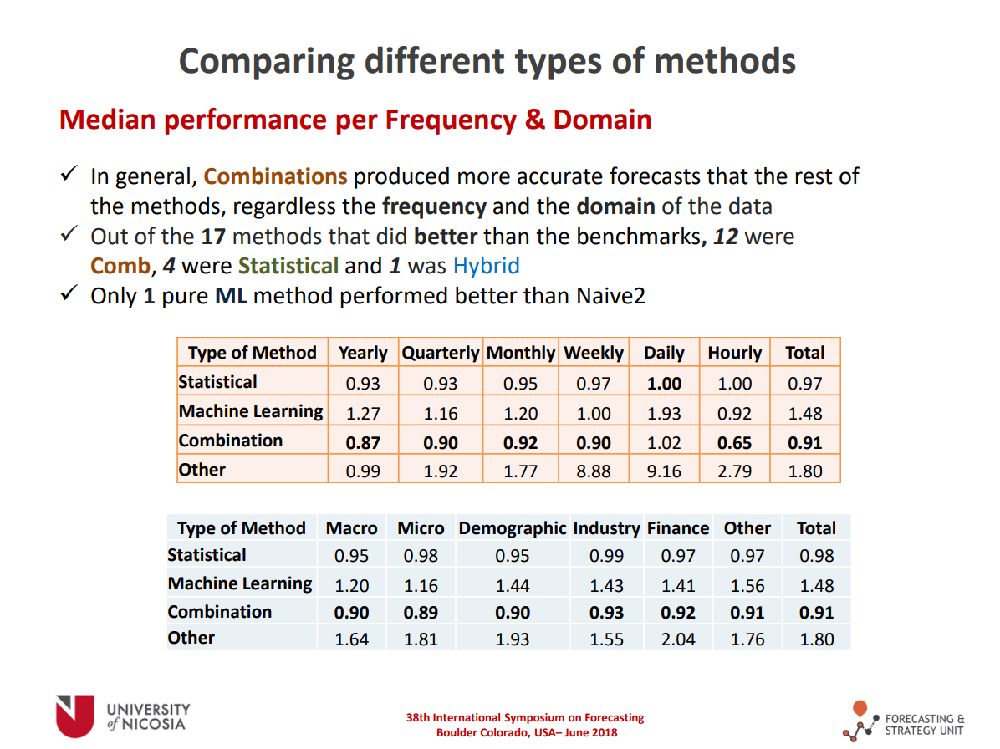 Comparing different types of methods
Median performance per Frequency & Domain
✓ In general, Combinations produced more accurate forecasts that the rest of
the methods, regardless the frequency and the domain of the data
✓ Out of the 17 methods that did better than the benchmarks, 12 were
Comb, 4 were Statistical and 1 was Hybrid
✓ Only 1 pure ML method performed better than Naive2
Type of Method Yearly Quarterly Monthly Weekly Daily Hourly Total
Statistical 0.93 0.93 0.95 0.97 1.00 1.00 0.97
Machine Learning 1.27 1.16 1.20 1.00 1.93 0.92 1.48
Combination 0.87 0.90 0.92 0.90 1.02 0.65 0.91
Other 0.99 1.92 1.77 8.88 9.16 2.79 1.80
Type of Method Macro Micro Demographic Industry Finance Other Total
Statistical 0.95 0.98 0.95 0.99 0.97 0.97 0.98
Machine Learning 1.20 1.16 1.44 1.43 1.41 1.56 1.48
Combination 0.90 0.89 0.90 0.93 0.92 0.91 0.91
Other 1.64 1.81 1.93 1.55 2.04 1.76 1.80
UNIVERSITY
of NICOSIA
38th International Symposium on Forecasting
Boulder Colorado, USA– June 2018
FORECASTING &
STRATEGY UNIT